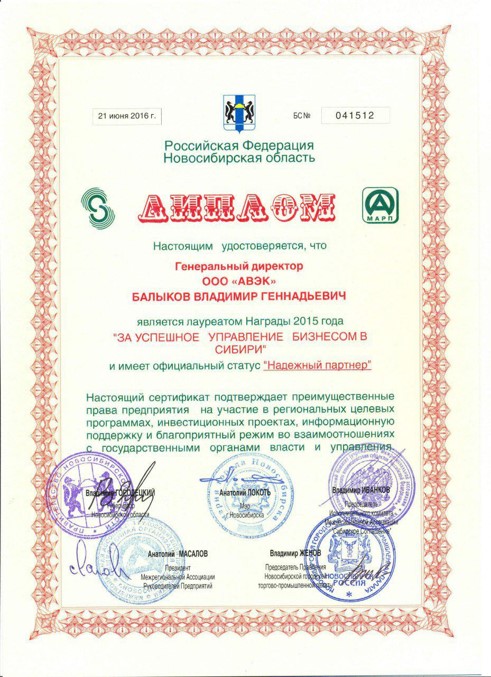 21 июня 2016 г.
БС № 041512
Российская Федерация
Новосибирская область
ДИПЛОМ
МАРП
Настоящим удостоверяется, что
Генеральный директор
ООО «АВЭК»
БАЛЫКОВ ВЛАДИМИР ГЕННАДЬЕВИЧ
является лауреатом Награды 2015 года
"ЗА УСПЕШНОЕ УПРАВЛЕНИЕ БИЗНЕСОМ В
СИБИРИ"
и имеет официальный статус "Надежный партнер"
Настоящий сертификат подтверждает преимущественные
права предприятия на участие в региональных целевых
программах, инвестиционных проектах, информационную
поддержку и благоприятный режим во взаимоотношениях
с государственными органами власти и управления.
Владимир ГОРОДЕЦКИЙ
Новосибирской области
Анатолий ЛОКОТЬ
Мэр
г. Новосибирска
Владимир ИВАНКОВ
Председатель
Анатолий МАСАЛОВ
Президент
Межрегиональной Ассоциации
Руководителей Предприятий
Владимир ЖЕНОВ
Председатель Правления
Новосибирской городской
торгово-промышленной палаты
РОССИЯ